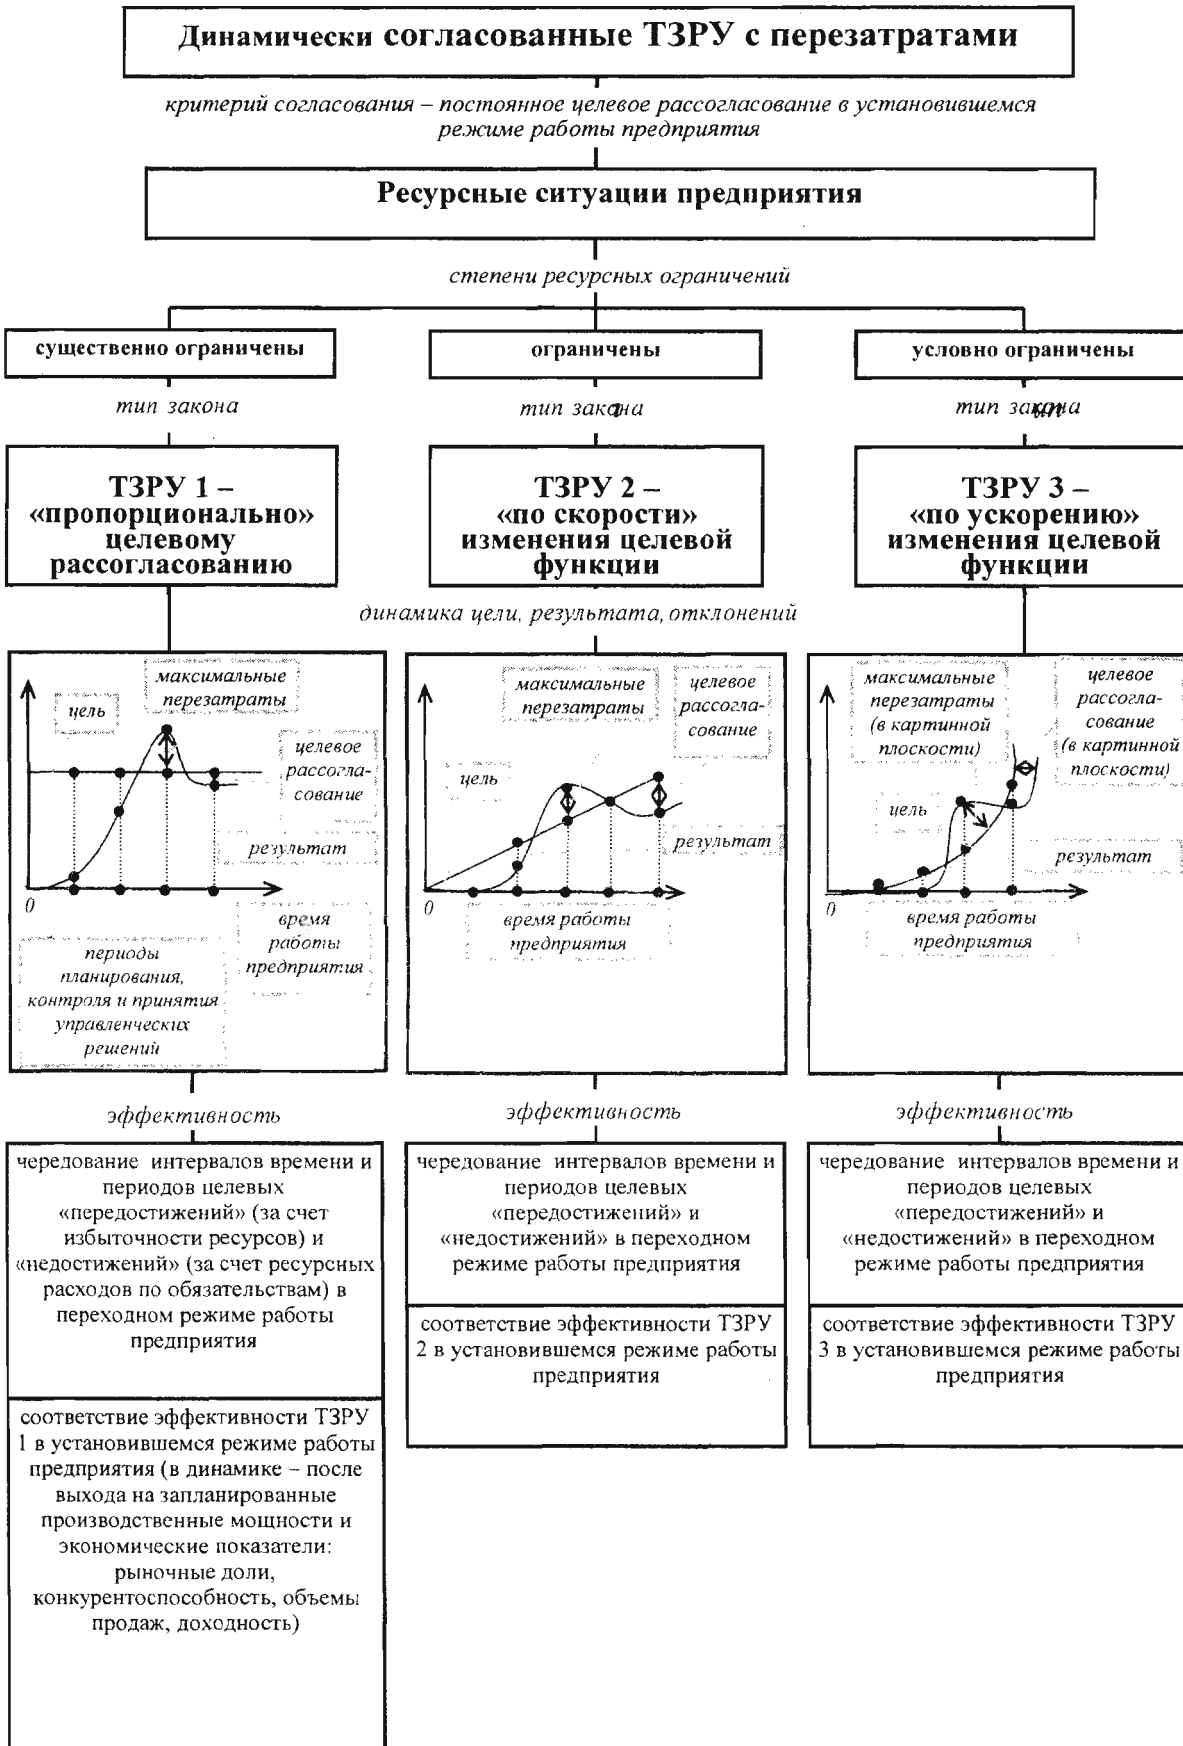 Динамически согласованные ТЗРУ с перезатратами
критерий согласования – постоянное целевое рассогласование в установившемся
режиме работы предприятия
Ресурсные ситуации предприятия
степени ресурсных ограничений
существенно ограничены
ограничены
условно ограничены
тип закона
тип закона
тип закона
ТЗРУ 1 –
«пропорционально»
целевому
рассогласованию
ТЗРУ 2 –
«по скорости»
изменения целевой
функции
ТЗРУ 3 –
«по ускорению»
изменения целевой
функции
динамика цели, результата, отклонений
максимальные
перезатраты
цель
целевое
рассогла-
сование
результат
0
время
работы
предприятия
периоды
планирования,
контроля и принятия
управленческих
решений
максимальные
перезатраты
целевое
рассогла-
сование
цель
результат
0
время работы
предприятия
максимальные
перезатраты
(в картинной
плоскости)
целевое
рассогла-
сование
(в картинной
плоскости)
цель
результат
0
время работы
предприятия
эффективность
эффективность
эффективность
чередование интервалов времени и
периодов целевых
«передостижений» (за счет
избыточности ресурсов) и
«недостижений» (за счет ресурсных
расходов по обязательствам) в
переходном режиме работы
предприятия
соответствие эффективности ТЗРУ
1 в установившемся режиме работы
предприятия (в динамике – после
выхода на запланированные
производственные мощности и
экономические показатели:
рыночные доли,
конкурентоспособность, объемы
продаж, доходность)
чередование интервалов времени и
периодов целевых
«передостижений» и
«недостижений» в переходном
режиме работы предприятия
соответствие эффективности ТЗРУ
2 в установившемся режиме работы
предприятия
чередование интервалов времени и
периодов целевых
«передостижений» и
«недостижений» в переходном
режиме работы предприятия
соответствие эффективности ТЗРУ
3 в установившемся режиме работы
предприятия